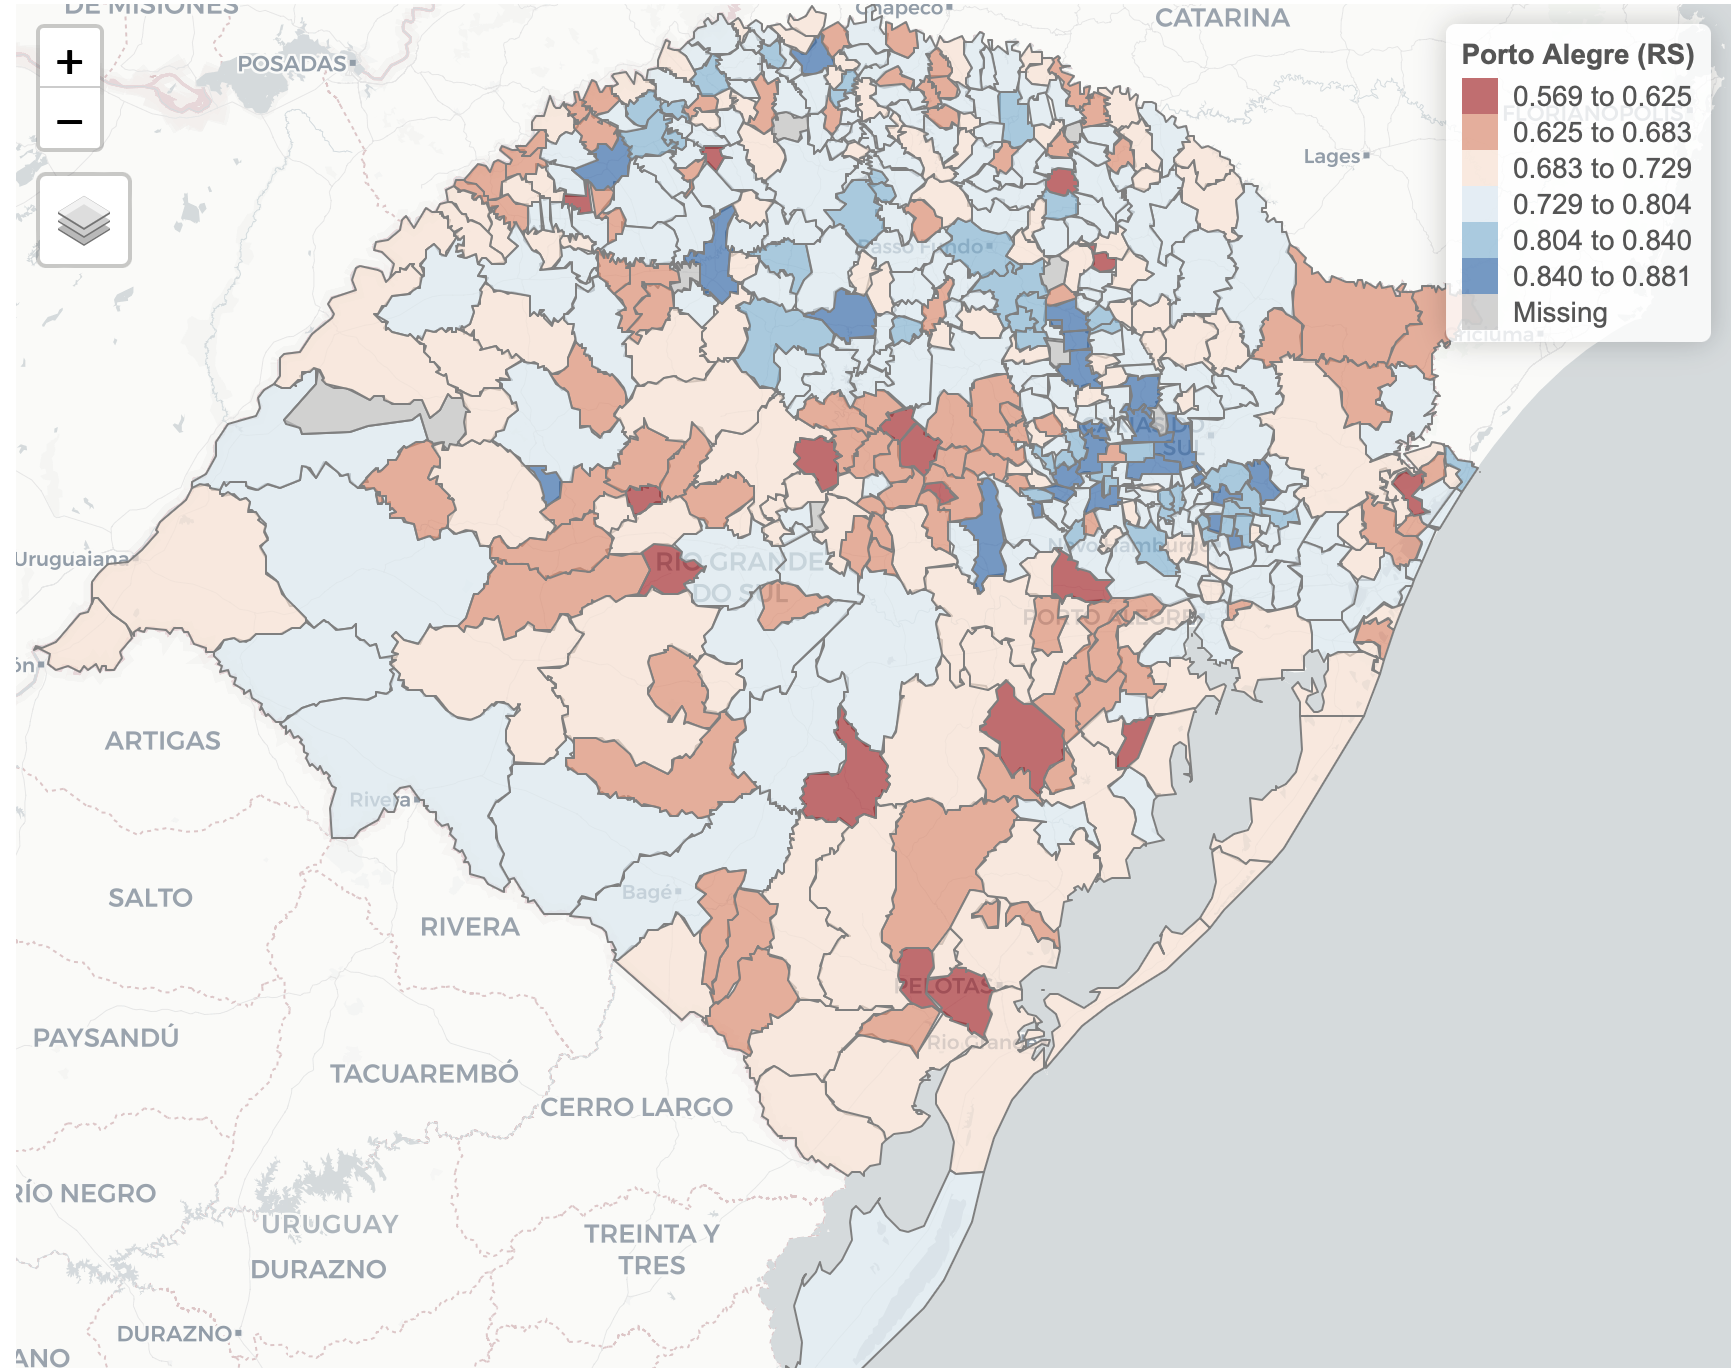 DE MISIONES
Chapecó
CATARINA
+
−
POSADAS
Porto Alegre (RS)
0.569 to 0.625
0.625 to 0.683
0.683 to 0.729
0.729 to 0.804
0.804 to 0.840
0.840 to 0.881
Missing
FLORIANÓPOLIS
Lages
Passo Fundo
Criciúma
CAXIAS DO
SUL
Uruguaiana
Novo Hamburgo
RIO GRANDE
DO SUL
PORTO ALEGRE
ón
ARTIGAS
Rivera
SALTO
Bagé
RIVERA
PELOTAS
Rio Grande
PAYSANDÚ
TACUAREMBÓ
CERRO LARGO
RÍO NEGRO
URUGUAY
TREINTA Y
TRES
DURAZNO
DURAZNO
ANO